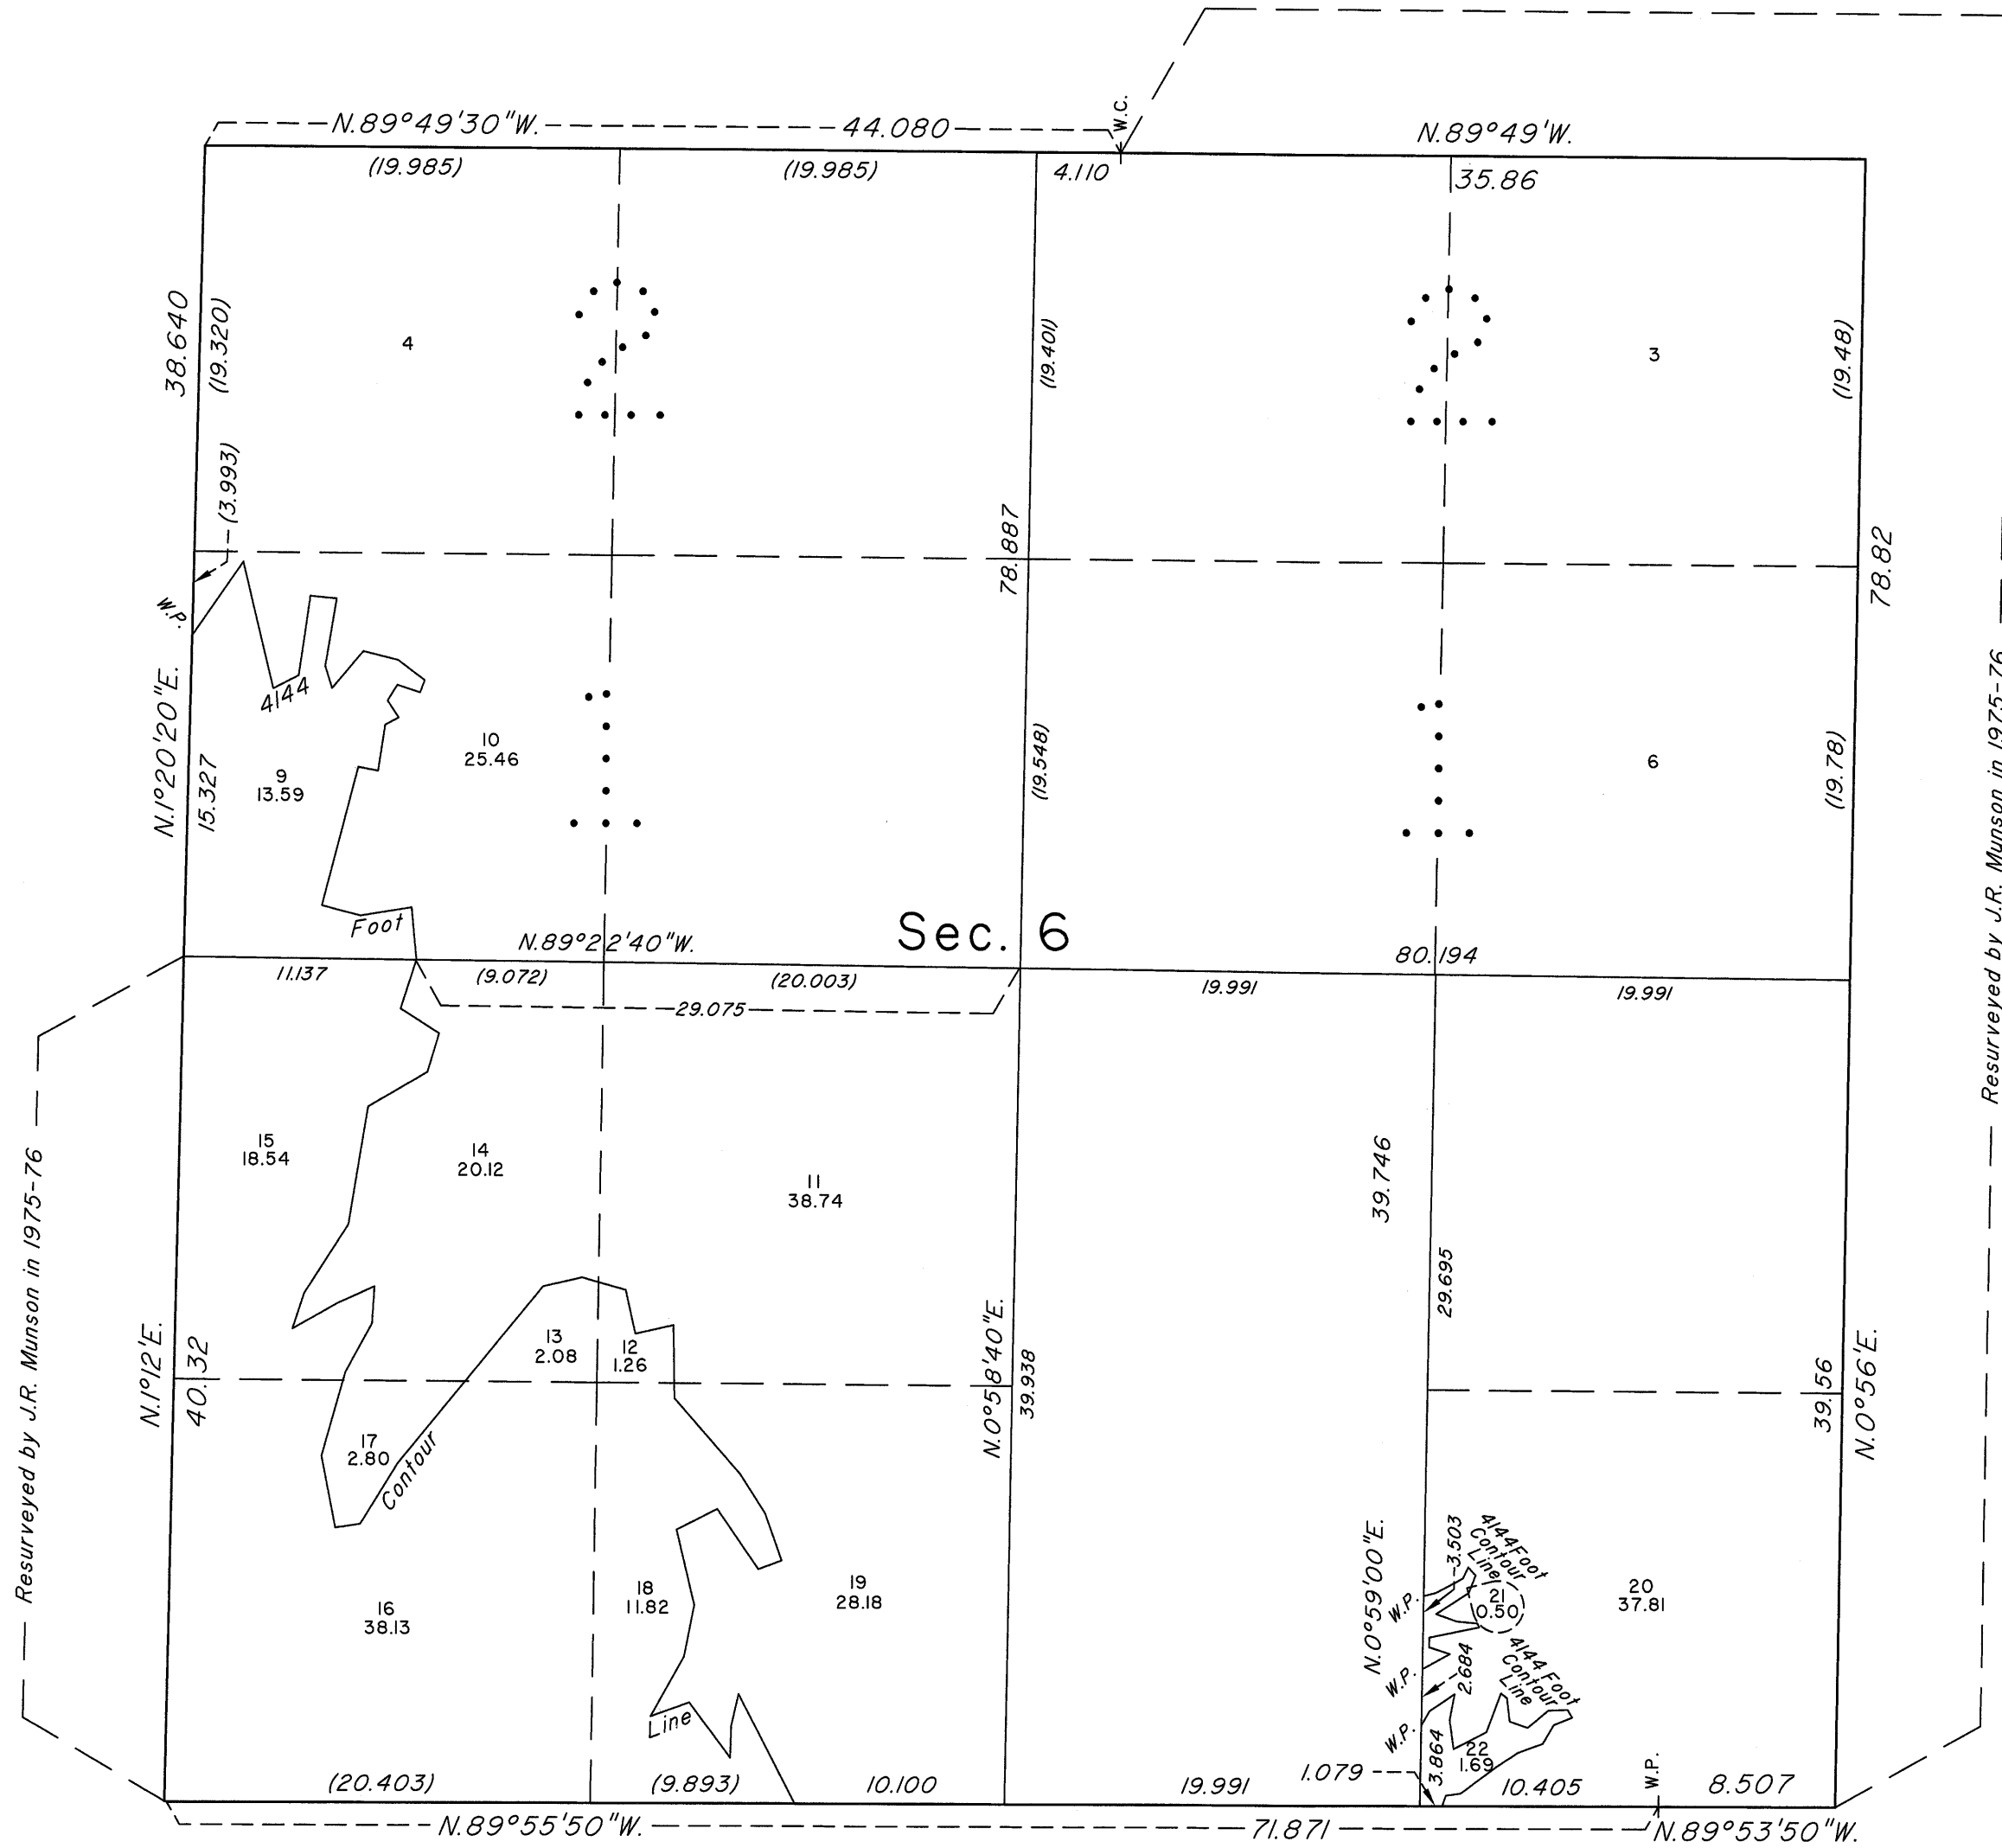 N.89°49'30"W. 44.080 W.C. N.89°49'W.
(19.985) (19.985) 4.110 35.86
38.640 (19.320) 4 (19.401) 3 (19.48)
2 2
(3.993)
78.887 78.82
W.P.
4144
N.1°20'20"E. 15.327
9
13.59
10
25.46
(19.548) 6 (19.78)
1 1
Foot
N.89°22'40"W. Sec. 6 80.194
11.137 (9.072) (20.003) 19.991 19.991
29.075
Resurveyed by J.R. Munson in 1975-76
Resurveyed by J.R. Munson in 1975-76
15
18.54
14
20.12
11
38.74
39.746
29.695
N.1°12'E. 40.32
13
2.08
12
1.26
N.0°58'40"E. 39.938
39.56 N.0°56'E.
17
2.80
Contour
N.0°59'00"E.
3.503
4144 Foot
Contour
Line
W.P.
21
0.50
20
37.81
16
38.13
18
11.82
19
28.18
W.P.
2.684
4144 Foot
Contour
Line
Line
W.P.
3.864
22
1.69
W.P.
(20.403) (9.893) 10.100 19.991 1.079 10.405 8.507
N.89°55'50"W. 71.871 N.89°53'50"W.